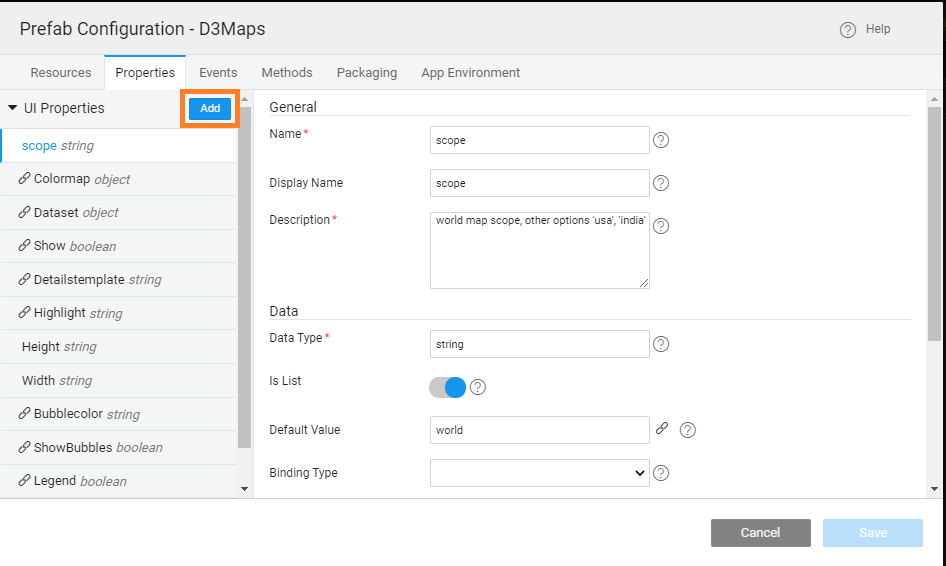 Prefab Configuration - D3Maps
Help
Resources Properties Events Methods Packaging App Environment
UI Properties
Add
scope string
Colormap object
Dataset object
Show boolean
Detailstemplate string
Highlight string
Height string
Width string
Bubblecolor string
ShowBubbles boolean
Legend boolean
General
Name*
scope
Display Name
scope
Description*
world map scope, other options 'usa', 'india'
Data
Data Type*
string
Is List
Default Value
world
Binding Type
Cancel
Save